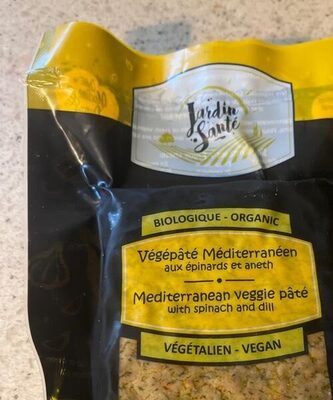 Jardin
Santé
BIOLOGIQUE - ORGANIC
Végépâté Méditerranéen
aux épinards et aneth
Mediterranean veggie pâté
with spinach and dill
VÉGÉTALIEN - VEGAN